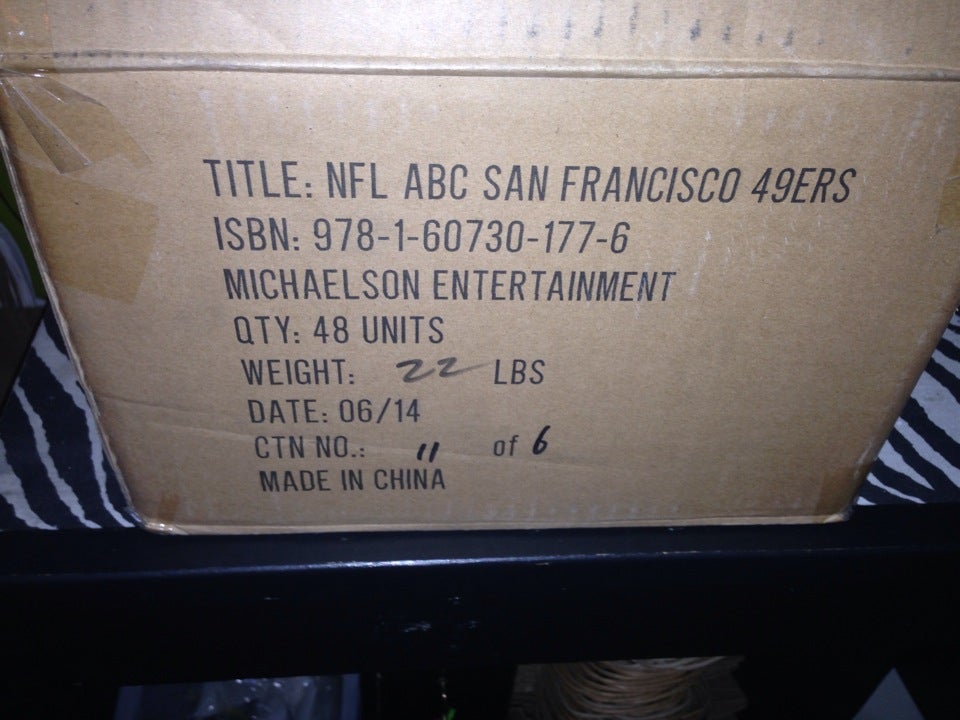 TITLE: NFL ABC SAN FRANCISCO 49ERS
ISBN: 978-1-60730-177-6
MICHAELSON ENTERTAINMENT
QTY: 48 UNITS
WEIGHT: 22 LBS
DATE: 06/14
CTN NO.: 11 of 6
MADE IN CHINA